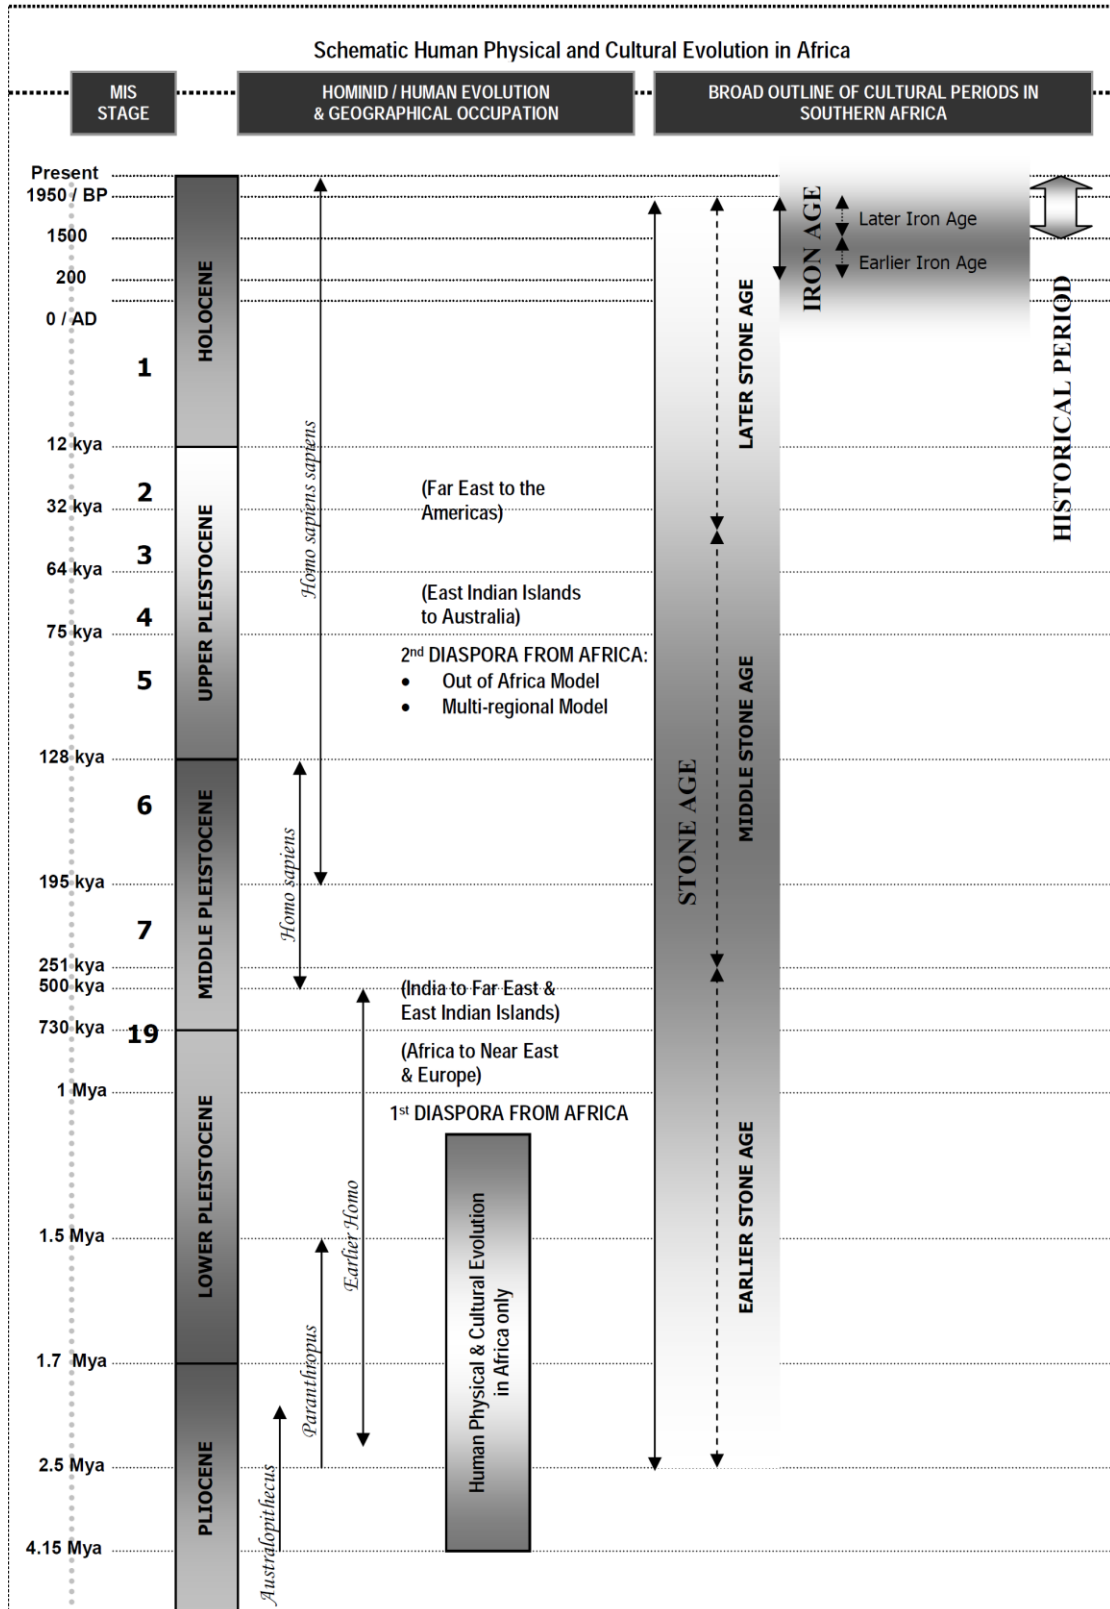 Schematic Human Physical and Cultural Evolution in Africa
MIS
STAGE
HOMINID / HUMAN EVOLUTION
& GEOGRAPHICAL OCCUPATION
BROAD OUTLINE OF CULTURAL PERIODS IN
SOUTHERN AFRICA
Present
1950 / BP
1500
200
0 / AD
12 kya
32 kya
64 kya
75 kya
128 kya
195 kya
251 kya
500 kya
730 kya
1 Mya
1.5 Mya
1.7 Mya
2.5 Mya
4.15 Mya
1
2
3
4
5
6
7
19
HOLOCENE
UPPER PLEISTOCENE
MIDDLE PLEISTOCENE
LOWER PLEISTOCENE
PLIOCENE
Homo sapiens sapiens
Homo sapiens
Earlier Homo
Paranthropus
Australopithecus
(Far East to the
Americas)
(East Indian Islands
to Australia)
2nd DIASPORA FROM AFRICA:
• Out of Africa Model
• Multi-regional Model
(India to Far East &
East Indian Islands)
(Africa to Near East
& Europe)
1st DIASPORA FROM AFRICA
Human Physical & Cultural Evolution
in Africa only
STONE AGE
LATER STONE AGE
MIDDLE STONE AGE
EARLIER STONE AGE
IRON AGE
Later Iron Age
Earlier Iron Age
HISTORICAL PERIOD